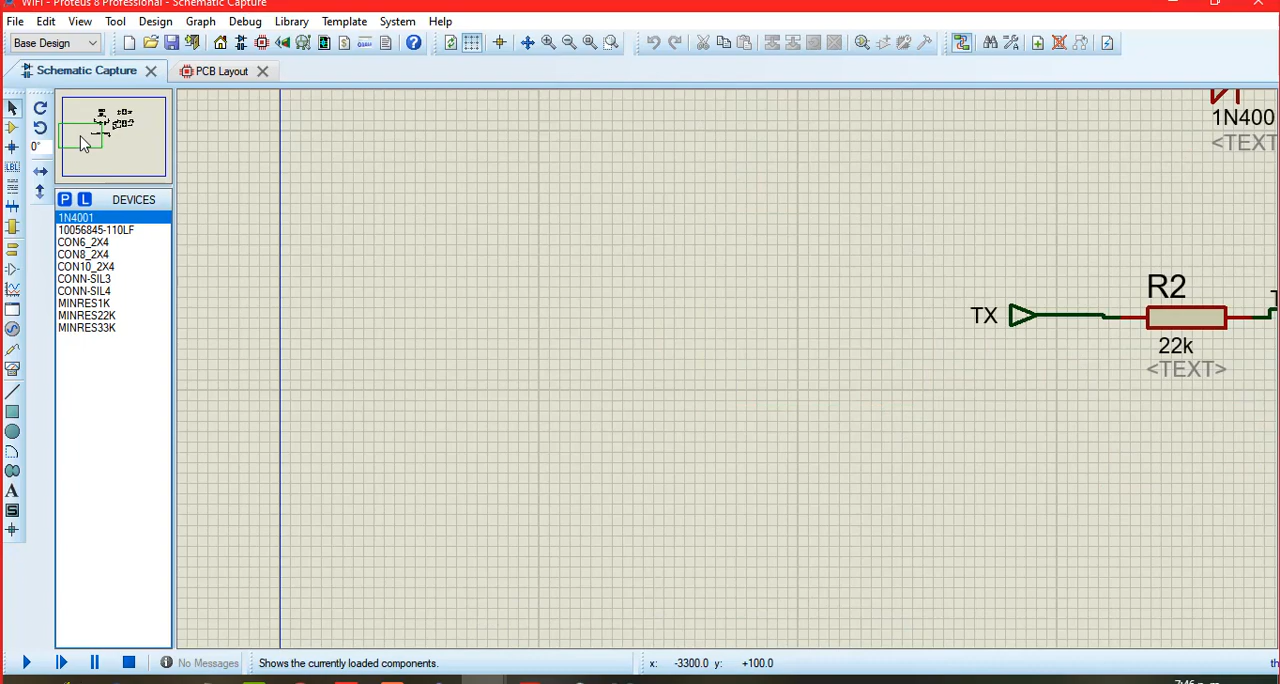 WiFi - Proteus 8 Professional - Schematic Capture
File Edit View Tool Design Graph Debug Library Template System Help
Base Design
Schematic Capture PCB Layout
0°
LBL
P L DEVICES
1N4001
10056845-110LF
CON6_2X4
CON8_2X4
CON10_2X4
CONN-SIL3
CONN-SIL4
MINRES1K
MINRES22K
MINRES33K
A
S
1N400
<TEXT
R2
TX
22k
<TEXT>
No Messages Shows the currently loaded components. x: -3300.0 y: +100.0 th